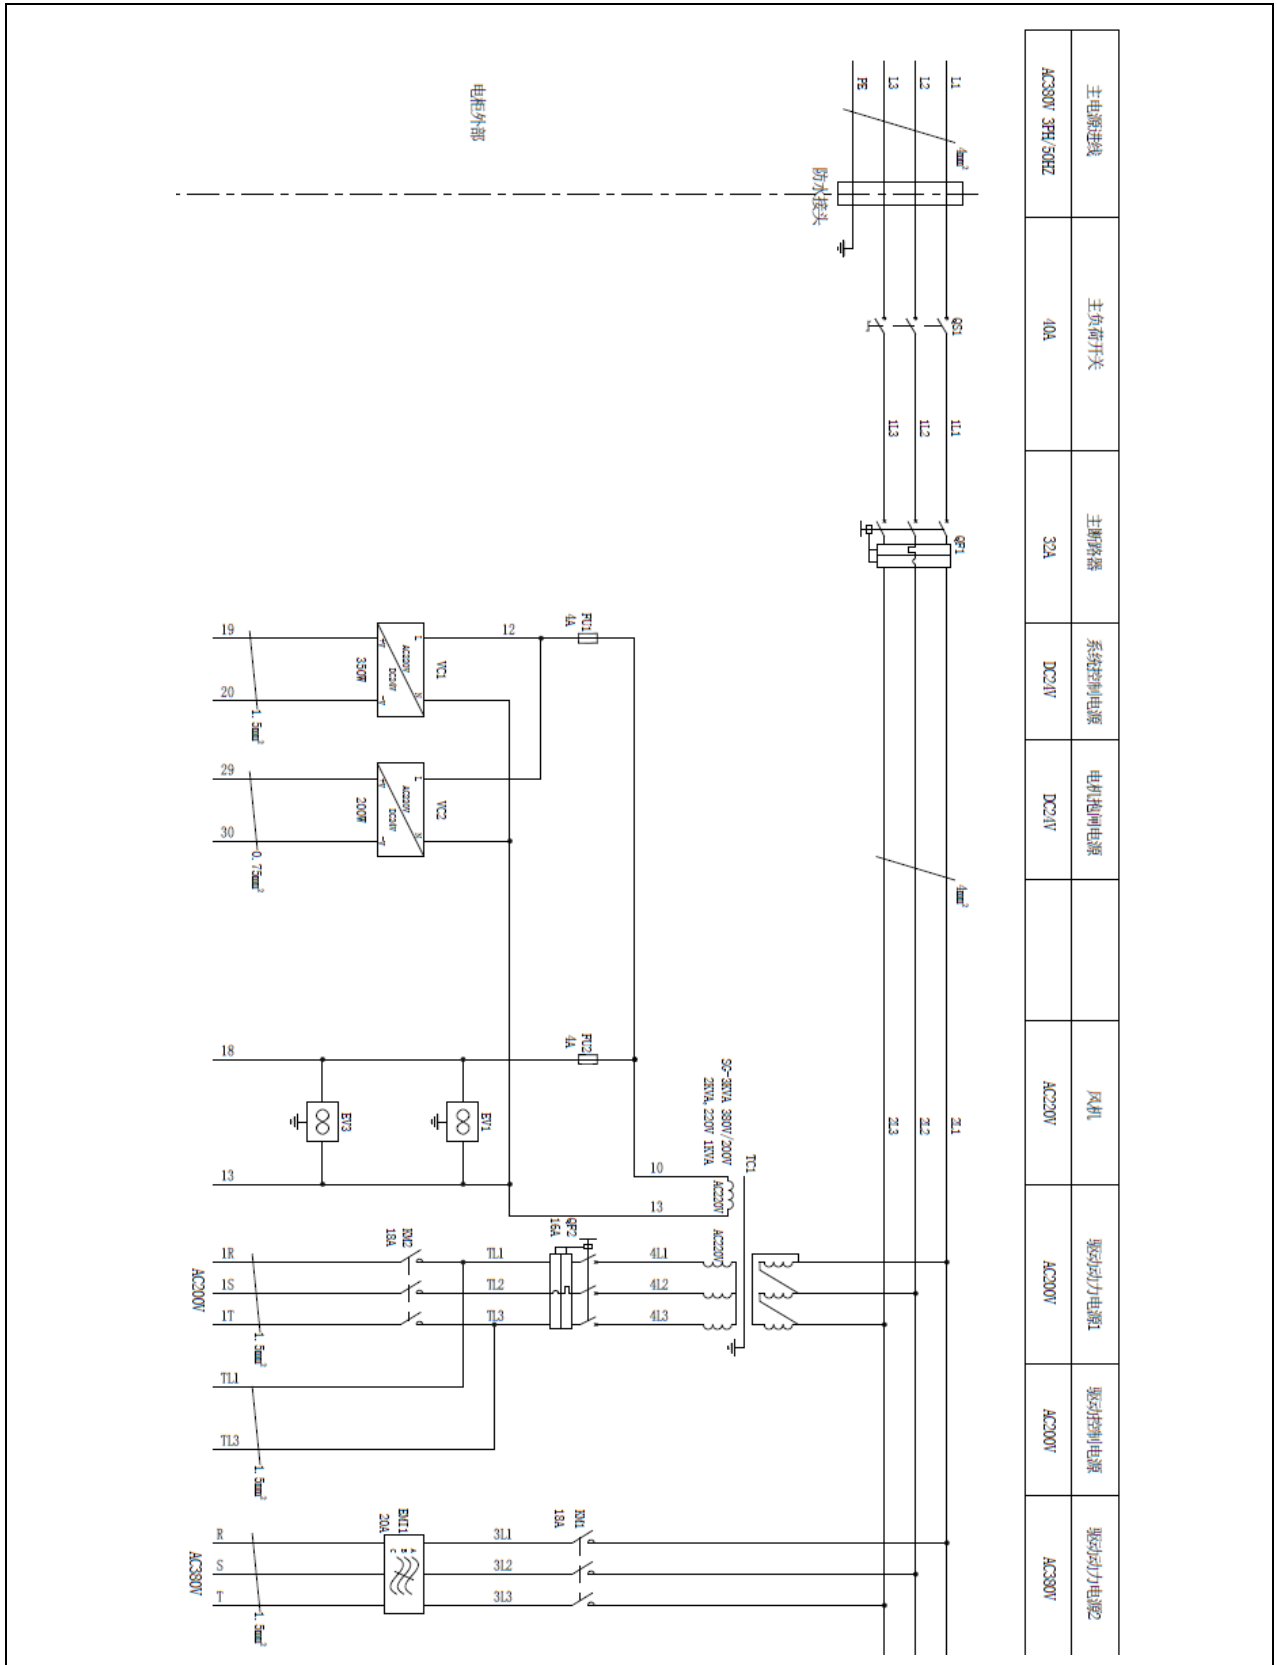 主电源进线
主负荷开关
主断路器
系统控制电源
电机抱闸电源
风机
驱动动力电源1
驱动控制电源
驱动动力电源2
AC380V 3PH/50HZ
40A
32A
DC24V
DC24V
AC220V
AC200V
AC200V
AC380V
L1
L2
L3
PE
4mm²
防水接头
电柜外部
QS1
1L1
1L2
1L3
QF1
4mm²
2L1
2L2
2L3
TC1
SG-3KVA 380V/200V
2KVA, 220V 1KVA
AC220V
AC220V
10
13
4L1
4L2
4L3
FU1
4A
FU2
4A
QF2
16A
12
TL1
TL2
TL3
KM1
18A
3L1
3L2
3L3
VC1
L
N
AC220V
DC24V
+V
-V
350W
VC2
L
N
AC220V
DC24V
+V
-V
200W
EV1
EV3
KM2
18A
EMI1
20A
A
B
C
19
20
1.5mm²
29
30
0.75mm²
18
13
1R
1S
1T
1.5mm²
AC200V
TL1
TL3
1.5mm²
R
S
T
1.5mm²
AC380V